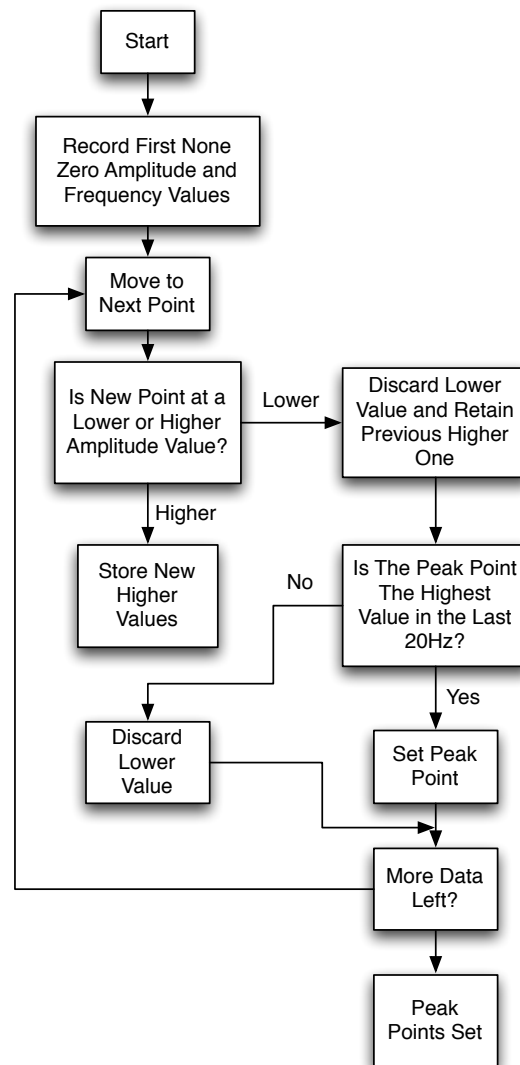 Start
Record First None
Zero Amplitude and
Frequency Values
Move to
Next Point
Is New Point at a
Lower or Higher
Amplitude Value?
Lower
Discard Lower
Value and Retain
Previous Higher
One
Higher
Store New
Higher
Values
No
Is The Peak Point
The Highest
Value in the Last
20Hz?
Yes
Discard
Lower
Value
Set Peak
Point
More Data
Left?
Peak
Points Set